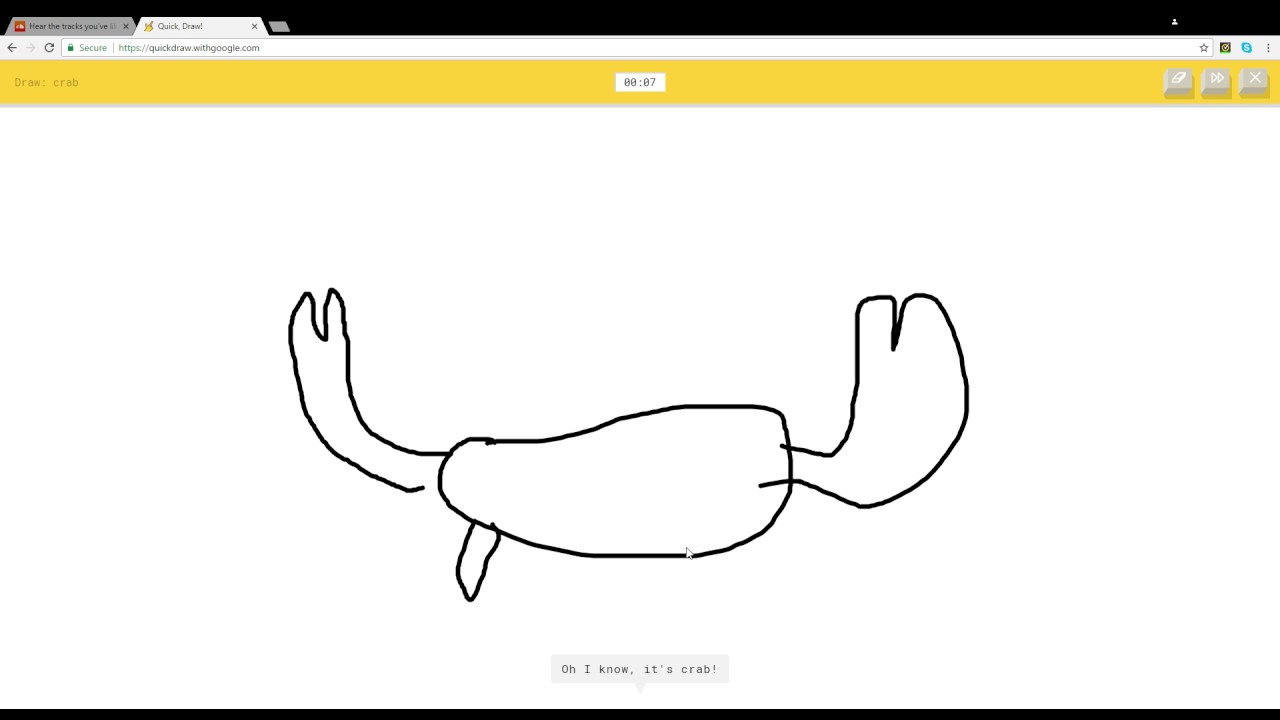 Hear the tracks you've
Quick, Draw!
Secure
https://quickdraw.withgoogle.com
Draw: crab
00:07
Oh I know, it's crab!